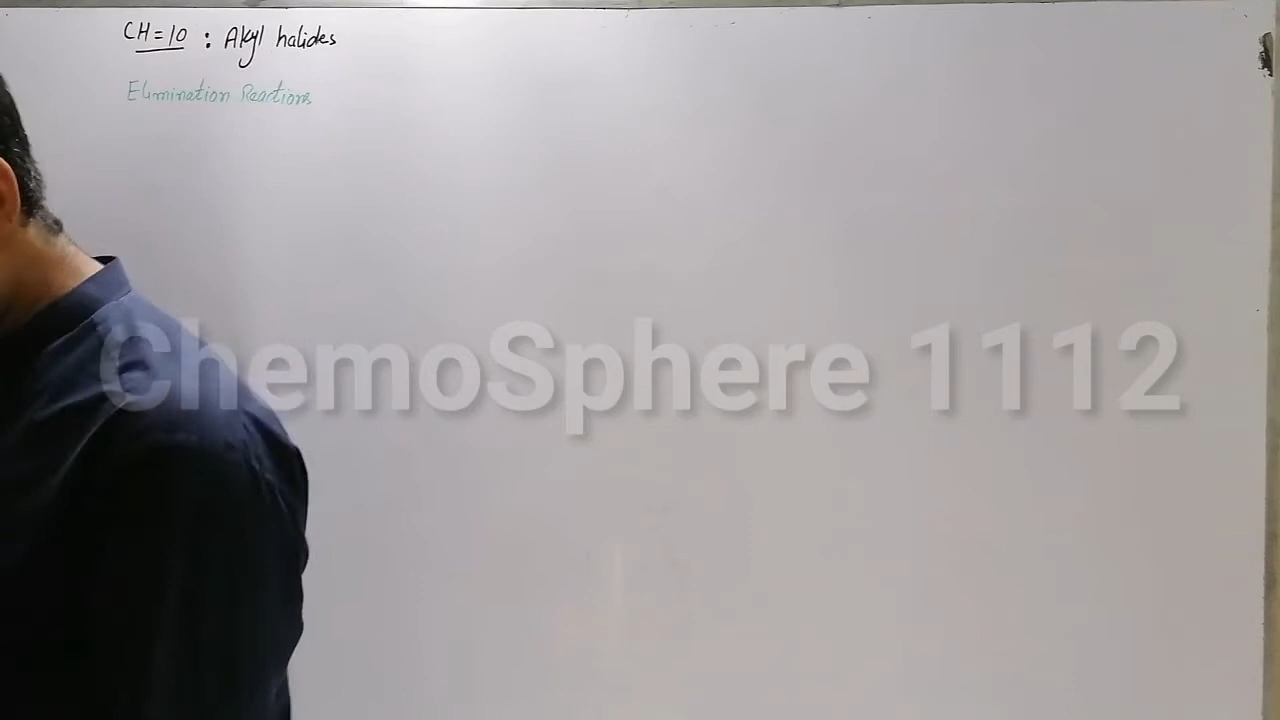 CH=10 : Alkyl halides
Elimination Reactions
ChemoSphere 1112